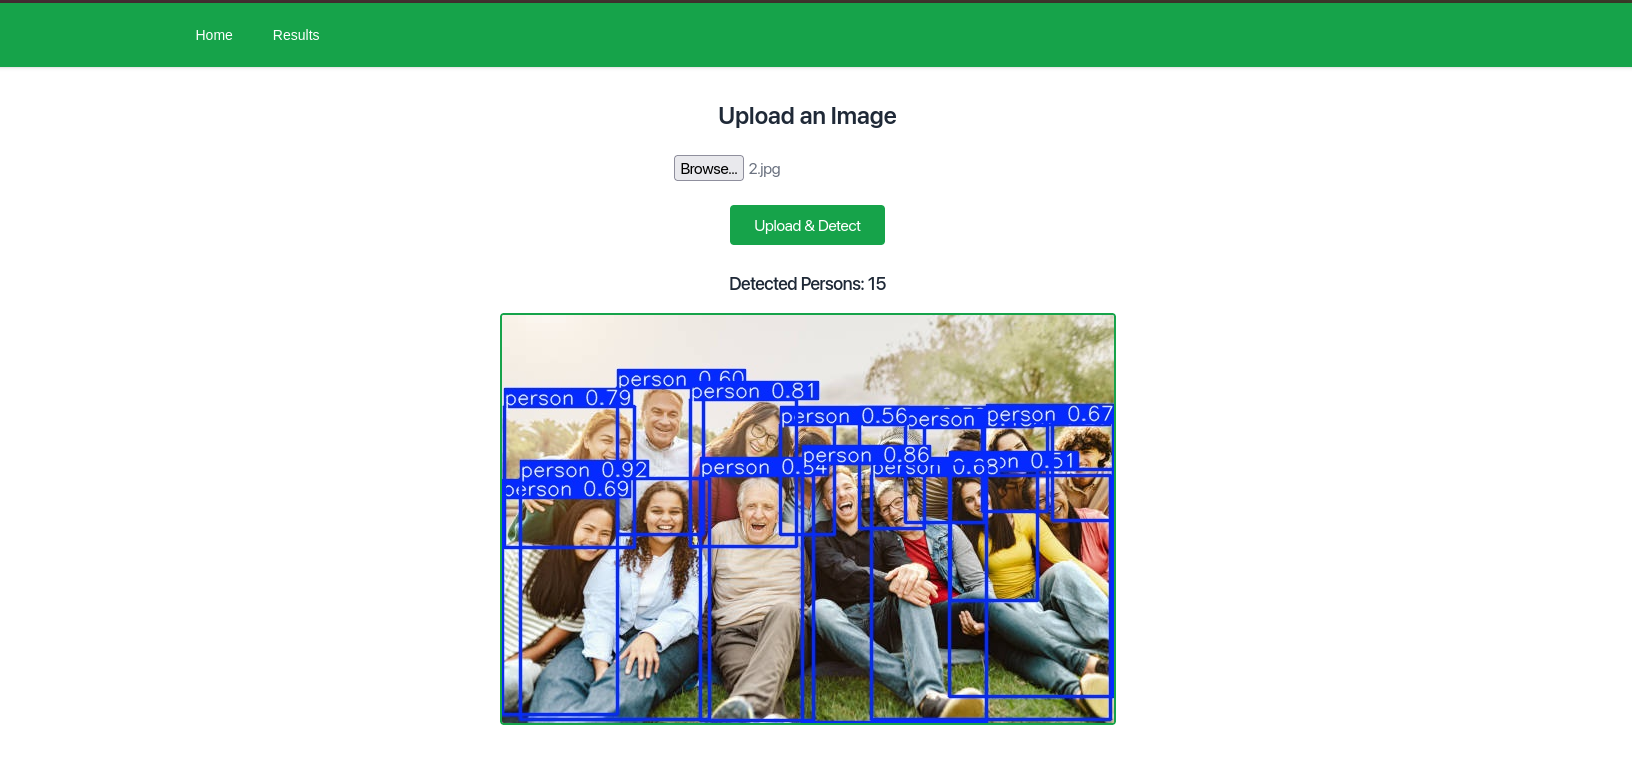 Home Results
Upload an Image
Browse... 2.jpg
Upload & Detect
Detected Persons: 15
person 0.60
person 0.81
person 0.79
person 0.56
person
person 0.67
person 0.86
person 0.54
person 0.68
0.51
person 0.92
person 0.69